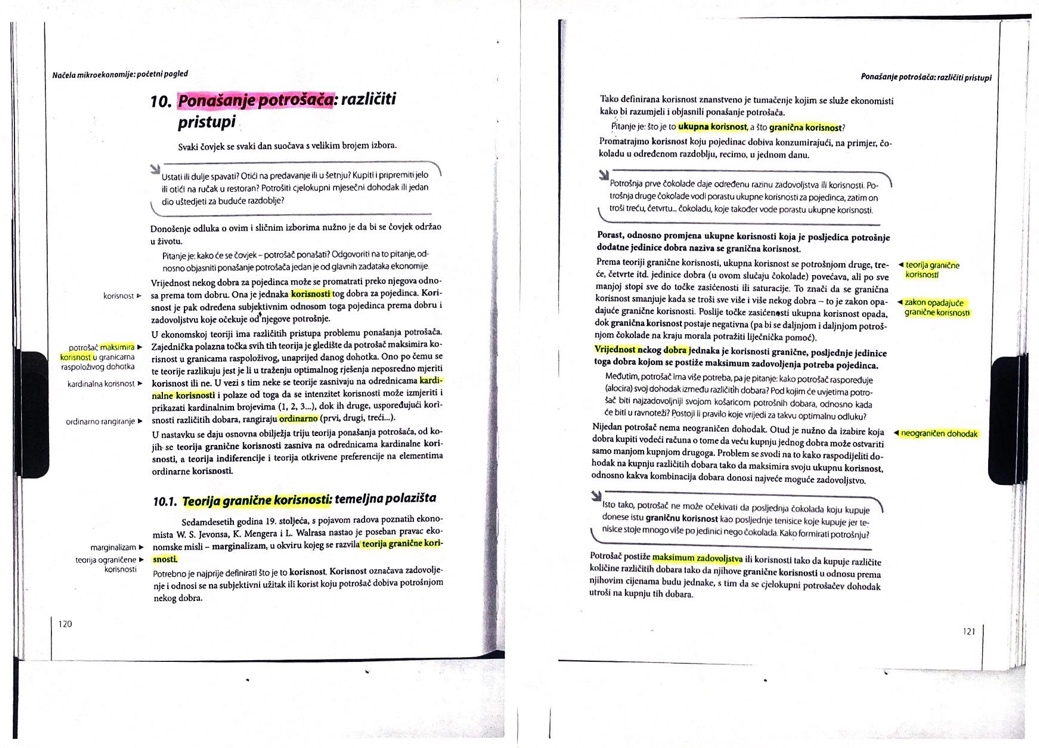 Načela mikroekonomije: početni pogled
10. Ponašanje potrošača: različiti
pristupi
Svaki čovjek se svaki dan suočava s velikim brojem izbora.
Ustati ili dulje spavati? Otići na predavanje ili u šetnju? Kupiti i pripremiti jelo
ili otići na ručak u restoran? Potrošiti cjelokupni mjesečni dohodak ili jedan
dio uštedjeti za buduće razdoblje?
Donošenje odluka o ovim i sličnim izborima nužno je da bi se čovjek održao
u životu.
Pitanje je: kako će se čovjek – potrošač ponašati? Odgovoriti na to pitanje, od-
nosno objasniti ponašanje potrošača jedan je od glavnih zadataka ekonomije.
Vrijednost nekog dobra za pojedinca može se promatrati preko njegova odno-
korisnost
sa prema tom dobru. Ona je jednaka korisnosti tog dobra za pojedinca. Kori-
snost je pak određena subjektivnim odnosom toga pojedinca prema dobru i
zadovoljstvu koje očekuje od njegove potrošnje.
U ekonomskoj teoriji ima različitih pristupa problemu ponašanja potrošača.
potrošač maksimira
korisnost u granicama
raspoloživog dohotka
Zajednička polazna točka svih tih teorija je gledište da potrošač maksimira ko-
risnost u granicama raspoloživog, unaprijed danog dohotka. Ono po čemu se
te teorije razlikuju jest je li u traženju optimalnog rješenja neposredno mjeriti
kardinalna korisnost
korisnost ili ne. U vezi s tim neke se teorije zasnivaju na odrednicama kardi-
nalne korisnosti i polaze od toga da se intenzitet korisnosti može izmjeriti i
prikazati kardinalnim brojevima (1, 2, 3...), dok ih druge, uspoređujući kori-
ordinarno rangiranje
snosti različitih dobara, rangiraju ordinarno (prvi, drugi, treći...).
U nastavku se daju osnovna obilježja triju teorija ponašanja potrošača, od ko-
jih se teorija granične korisnosti zasniva na odrednicama kardinalne kori-
snosti, a teorija indiferencije i teorija otkrivene preferencije na elementima
ordinarne korisnosti.
10.1. Teorija granične korisnosti: temeljna polazišta
Sedamdesetih godina 19. stoljeća, s pojavom radova poznatih ekono-
mista W. S. Jevonsa, K. Mengera i L. Walrasa nastao je poseban pravac eko-
marginalizam
nomske misli – marginalizam, u okviru kojeg se razvila teorija granične kori-
teorija ograničene
korisnosti
snosti.
Potrebno je najprije definirati što je to korisnost. Korisnost označava zadovolje-
nje i odnosi se na subjektivni užitak ili korist koju potrošač dobiva potrošnjom
nekog dobra.
120
Ponašanje potrošača: različiti pristupi
Tako definirana korisnost znanstveno je tumačenje kojim se služe ekonomisti
kako bi razumjeli i objasnili ponašanje potrošača.
Pitanje je: što je to ukupna korisnost, a što granična korisnost?
Promatrajmo korisnost koju pojedinac dobiva konzumirajući, na primjer, čo-
koladu u određenom razdoblju, recimo, u jednom danu.
Potrošnja prve čokolade daje određenu razinu zadovoljstva ili korisnosti. Po-
trošnja druge čokolade vodi porastu ukupne korisnosti za pojedinca, zatim on
troši treću, četvrtu... čokoladu, koje također vode porastu ukupne korisnosti.
Porast, odnosno promjena ukupne korisnosti koja je posljedica potrošnje
dodatne jedinice dobra naziva se granična korisnost.
Prema teoriji granične korisnosti, ukupna korisnost se potrošnjom druge, tre-
teorija granične
korisnosti
će, četvrte itd. jedinice dobra (u ovom slučaju čokolade) povećava, ali po sve
manjoj stopi sve do točke zasićenosti ili saturacije. To znači da se granična
korisnost smanjuje kada se troši sve više i više nekog dobra – to je zakon opa-
zakon opadajuće
granične korisnosti
dajuće granične korisnosti. Poslije točke zasićenosti ukupna korisnost opada,
dok granična korisnost postaje negativna (pa bi se daljnjom i daljnjom potroš-
njom čokolade na kraju morala potražiti liječnička pomoć).
Vrijednost nekog dobra jednaka je korisnosti granične, posljednje jedinice
toga dobra kojom se postiže maksimum zadovoljenja potreba pojedinca.
Međutim, potrošač ima više potreba, pa je pitanje: kako potrošač raspoređuje
(alocira) svoj dohodak između različitih dobara? Pod kojim će uvjetima potro-
šač biti najzadovoljniji svojom košaricom potrošnih dobara, odnosno kada
će biti u ravnoteži? Postoji li pravilo koje vrijedi za takvu optimalnu odluku?
Nijedan potrošač nema neograničen dohodak. Otud je nužno da izabire koja
neograničen dohodak
dobra kupiti vodeći računa o tome da veću kupnju jednog dobra može ostvariti
samo manjom kupnjom drugoga. Problem se svodi na to kako raspodijeliti do-
hodak na kupnju različitih dobara tako da maksimira svoju ukupnu korisnost,
odnosno kakva kombinacija dobara donosi najveće moguće zadovoljstvo.
Isto tako, potrošač ne može očekivati da posljednja čokolada koju kupuje
donese istu graničnu korisnost kao posljednje tenisice koje kupuje jer te-
nisice stoje mnogo više po jedinici nego čokolada. Kako formirati potrošnju?
Potrošač postiže maksimum zadovoljstva ili korisnosti tako da kupuje različite
količine različitih dobara tako da njihove granične korisnosti u odnosu prema
njihovim cijenama budu jednake, s tim da se cjelokupni potrošačev dohodak
utroši na kupnju tih dobara.
121